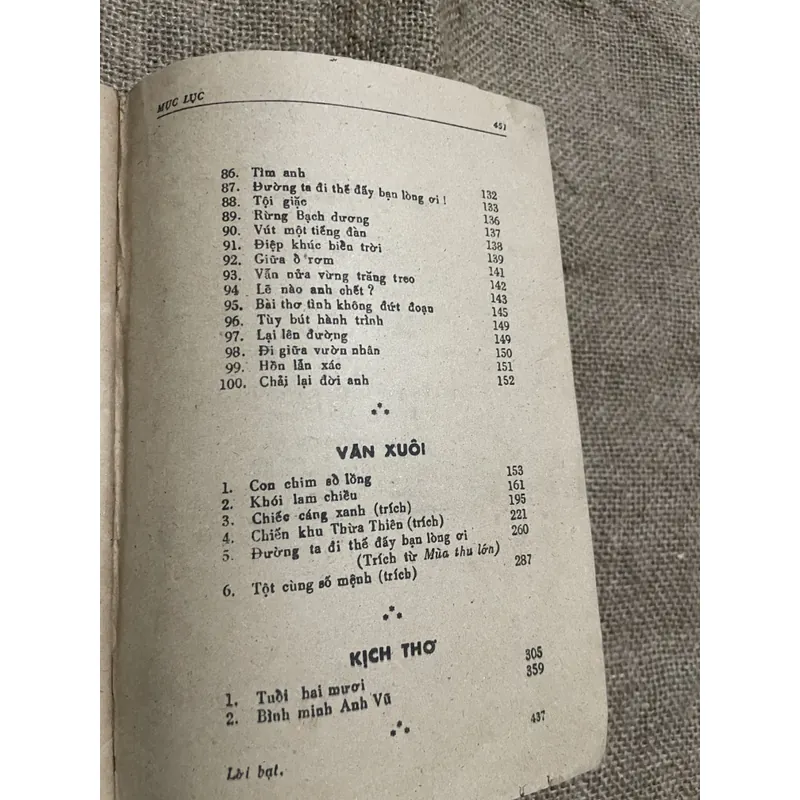 MỤC LỤC 451
86. Tìm anh 132
87. Đường ta đi thế đấy bạn lòng ơi ! 133
88. Tội giặc 136
89. Rừng Bạch dương 137
90. Vút một tiếng đàn 138
91. Điệp khúc biển trời 139
92. Giữa ổ rơm 141
93. Vẫn nửa vừng trăng treo 142
94 Lẽ nào anh chết ? 143
95. Bài thơ tình không đứt đoạn 145
96. Tùy bút hành trình 149
97. Lại lên đường 149
98. Đi giữa vườn nhân 150
99. Hồn lẫn xác 151
100. Chải lại đời anh 152
VĂN XUÔI
1. Con chim sổ lồng 153
2. Khói lam chiều 161
3. Chiếc cáng xanh (trích) 195
4. Chiến khu Thừa Thiên (trích) 221
5. Đường ta đi thế đấy bạn lòng ơi 260
(Trích từ Mùa thu lớn)
6. Tột cùng số mệnh (trích) 287
KỊCH THƠ
1. Tuổi hai mươi 305
2. Bình minh Anh Vũ 359
Lời bạt. 437